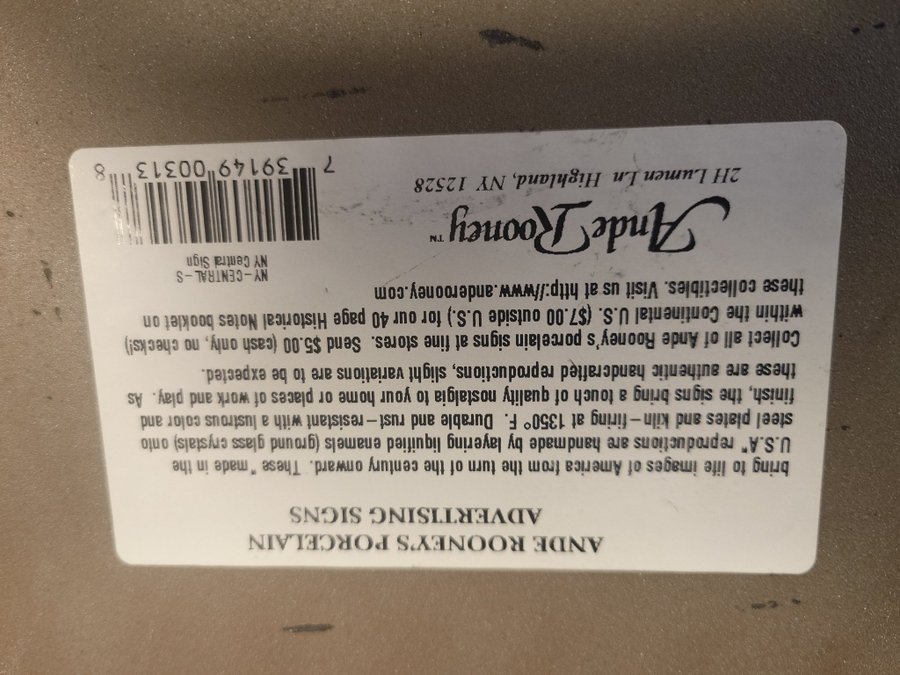 ANDE ROONEY'S PORCELAIN
ADVERTISING SIGNS
bring to life images of America from the turn of the century onward. These "made in the
U.S.A" reproductions are handmade by layering liquified enamels (ground glass crystals) onto
steel plates and kiln-firing at 1350° F. Durable and rust-resistant with a lustrous color and
finish, the signs bring a touch of quality nostalgia to your home or places of work and play. As
these are authentic handcrafted reproductions, slight variations are to be expected.
Collect all of Ande Rooney's porcelain signs at fine stores. Send $5.00 (cash only, no checks!)
within the Continental U.S. ($7.00 outside U.S.) for our 40 page Historical Notes booklet on
these collectibles. Visit us at http://www.anderooney.com
Ande Rooney™
2H Lumen Ln. Highland, NY 12528
NY-CENTRAL-S
NY Central Sign
7 39149 00313 8